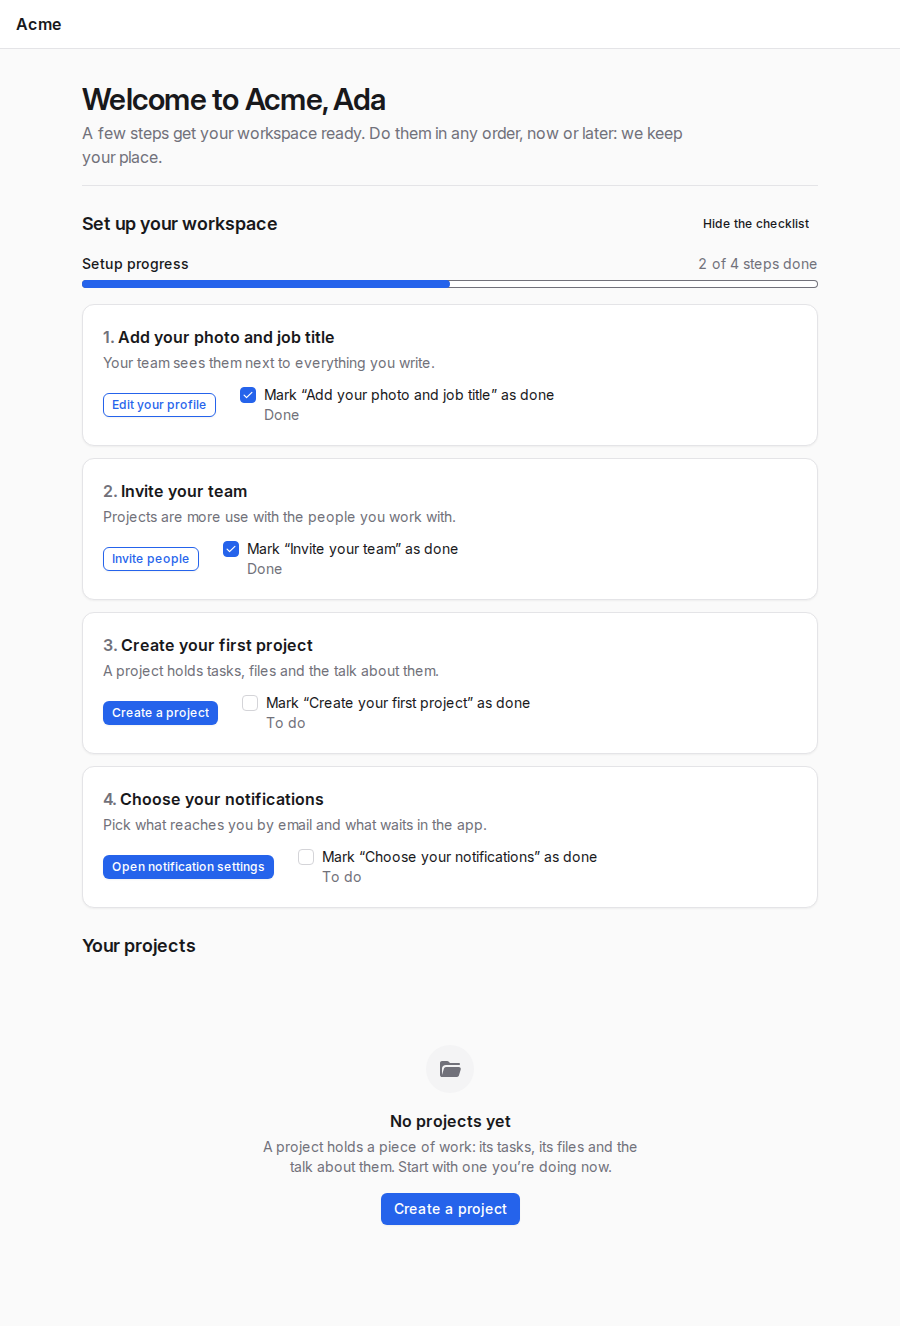 Acme
Welcome to Acme, Ada
A few steps get your workspace ready. Do them in any order, now or later: we keep
your place.
Set up your workspace
Hide the checklist
Setup progress
2 of 4 steps done
1. Add your photo and job title
Your team sees them next to everything you write.
Edit your profile
Mark “Add your photo and job title” as done
Done
2. Invite your team
Projects are more use with the people you work with.
Invite people
Mark “Invite your team” as done
Done
3. Create your first project
A project holds tasks, files and the talk about them.
Create a project
Mark “Create your first project” as done
To do
4. Choose your notifications
Pick what reaches you by email and what waits in the app.
Open notification settings
Mark “Choose your notifications” as done
To do
Your projects
No projects yet
A project holds a piece of work: its tasks, its files and the
talk about them. Start with one you’re doing now.
Create a project